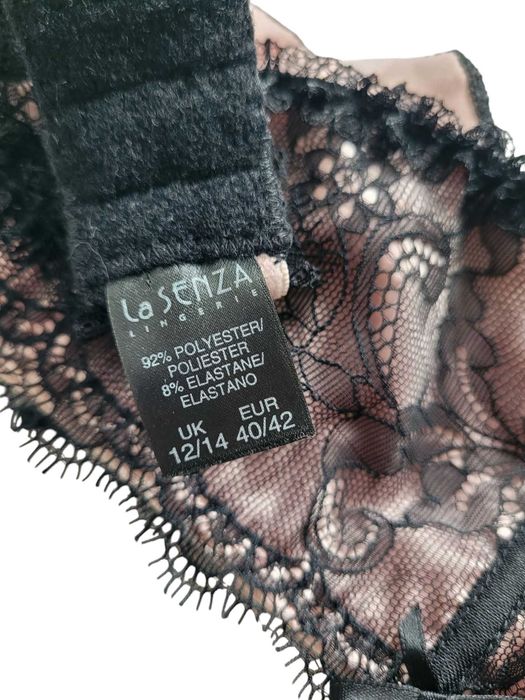 La SENZA
LINGERIE
92% POLYESTER/
POLIESTER
8% ELASTANE/
ELASTANO
UK EUR
12/14 40/42